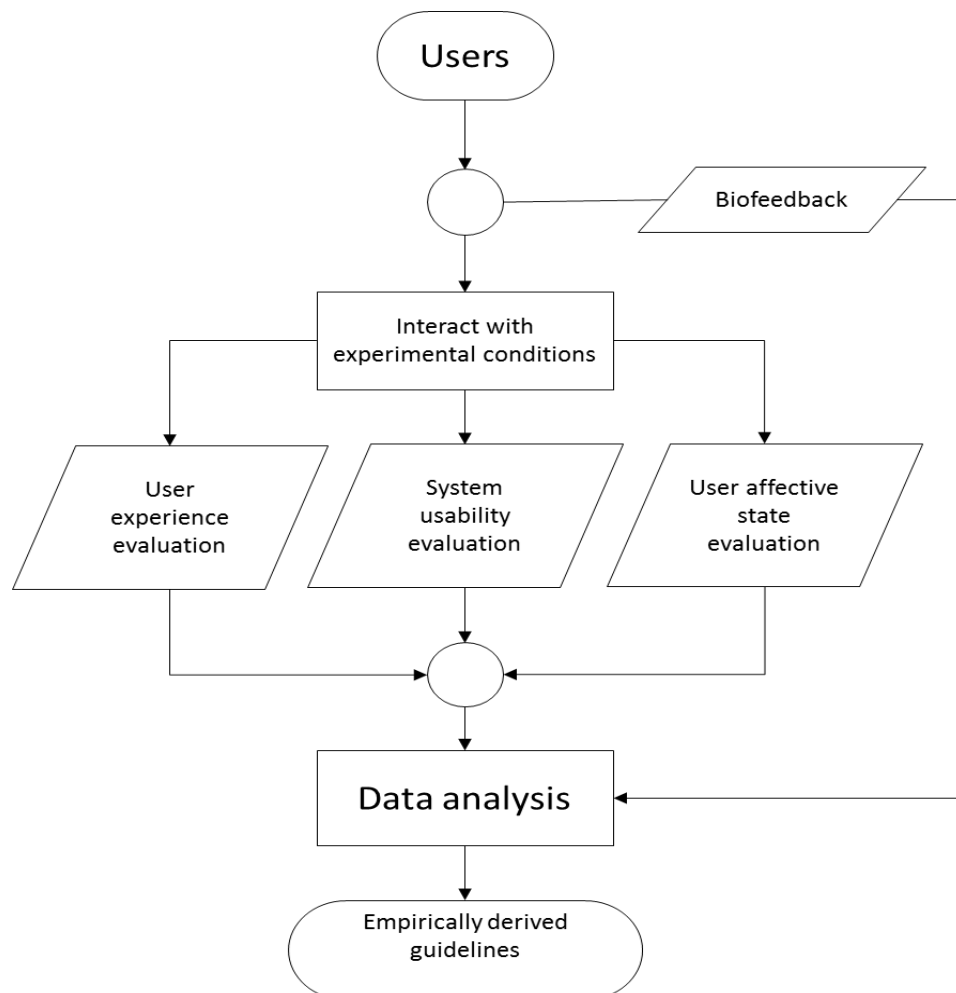 Users
Biofeedback
Interact with
experimental conditions
User
experience
evaluation
System
usability
evaluation
User affective
state
evaluation
Data analysis
Empirically derived
guidelines